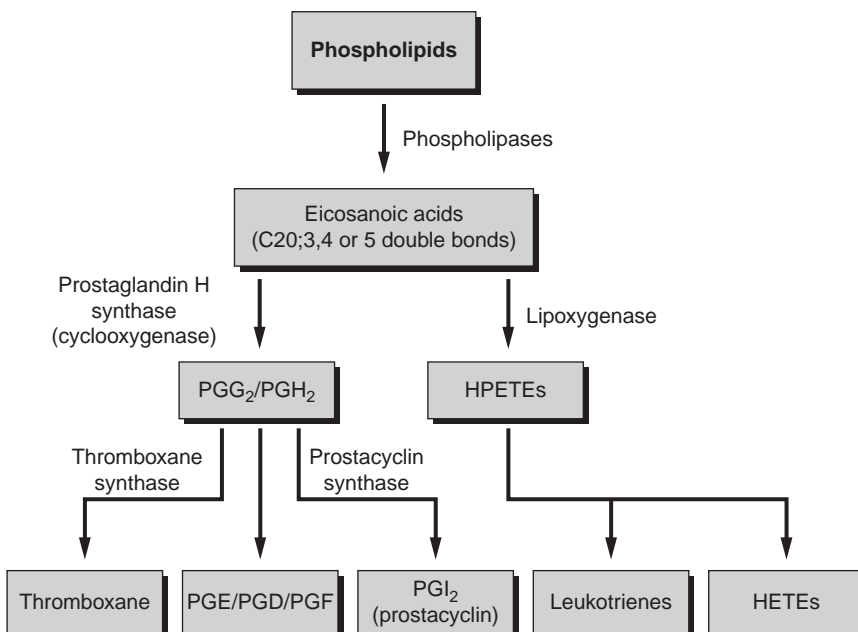 Phospholipids
Phospholipases
Eicosanoic acids
(C20;3,4 or 5 double bonds)
Prostaglandin H
synthase
(cyclooxygenase)
Lipoxygenase
PGG₂/PGH₂
HPETEs
Thromboxane
synthase
Prostacyclin
synthase
Thromboxane
PGE/PGD/PGF
PGI₂
(prostacyclin)
Leukotrienes
HETEs